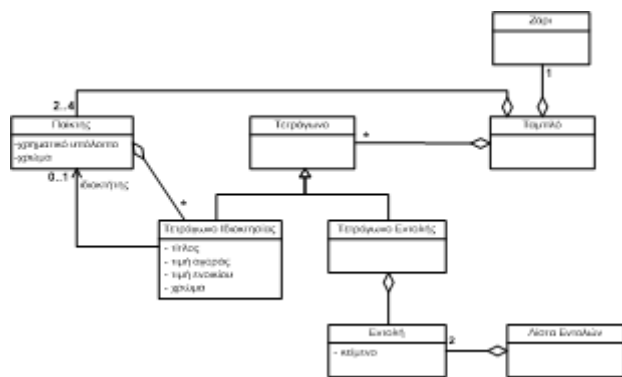 Ζάρι
1
2..4
Παίκτης
-χρηματικό υπόλοιπο
-χρώμα
Τετράγωνο
*
Ταμπλό
0..1
ιδιοκτήτης
*
Τετράγωνο Ιδιοκτησίας
- τίτλος
- τιμή αγοράς
- τιμή ενοικίου
- χρώμα
Τετράγωνο Εντολής
Εντολή
- κείμενο
2
Λίστα Εντολών